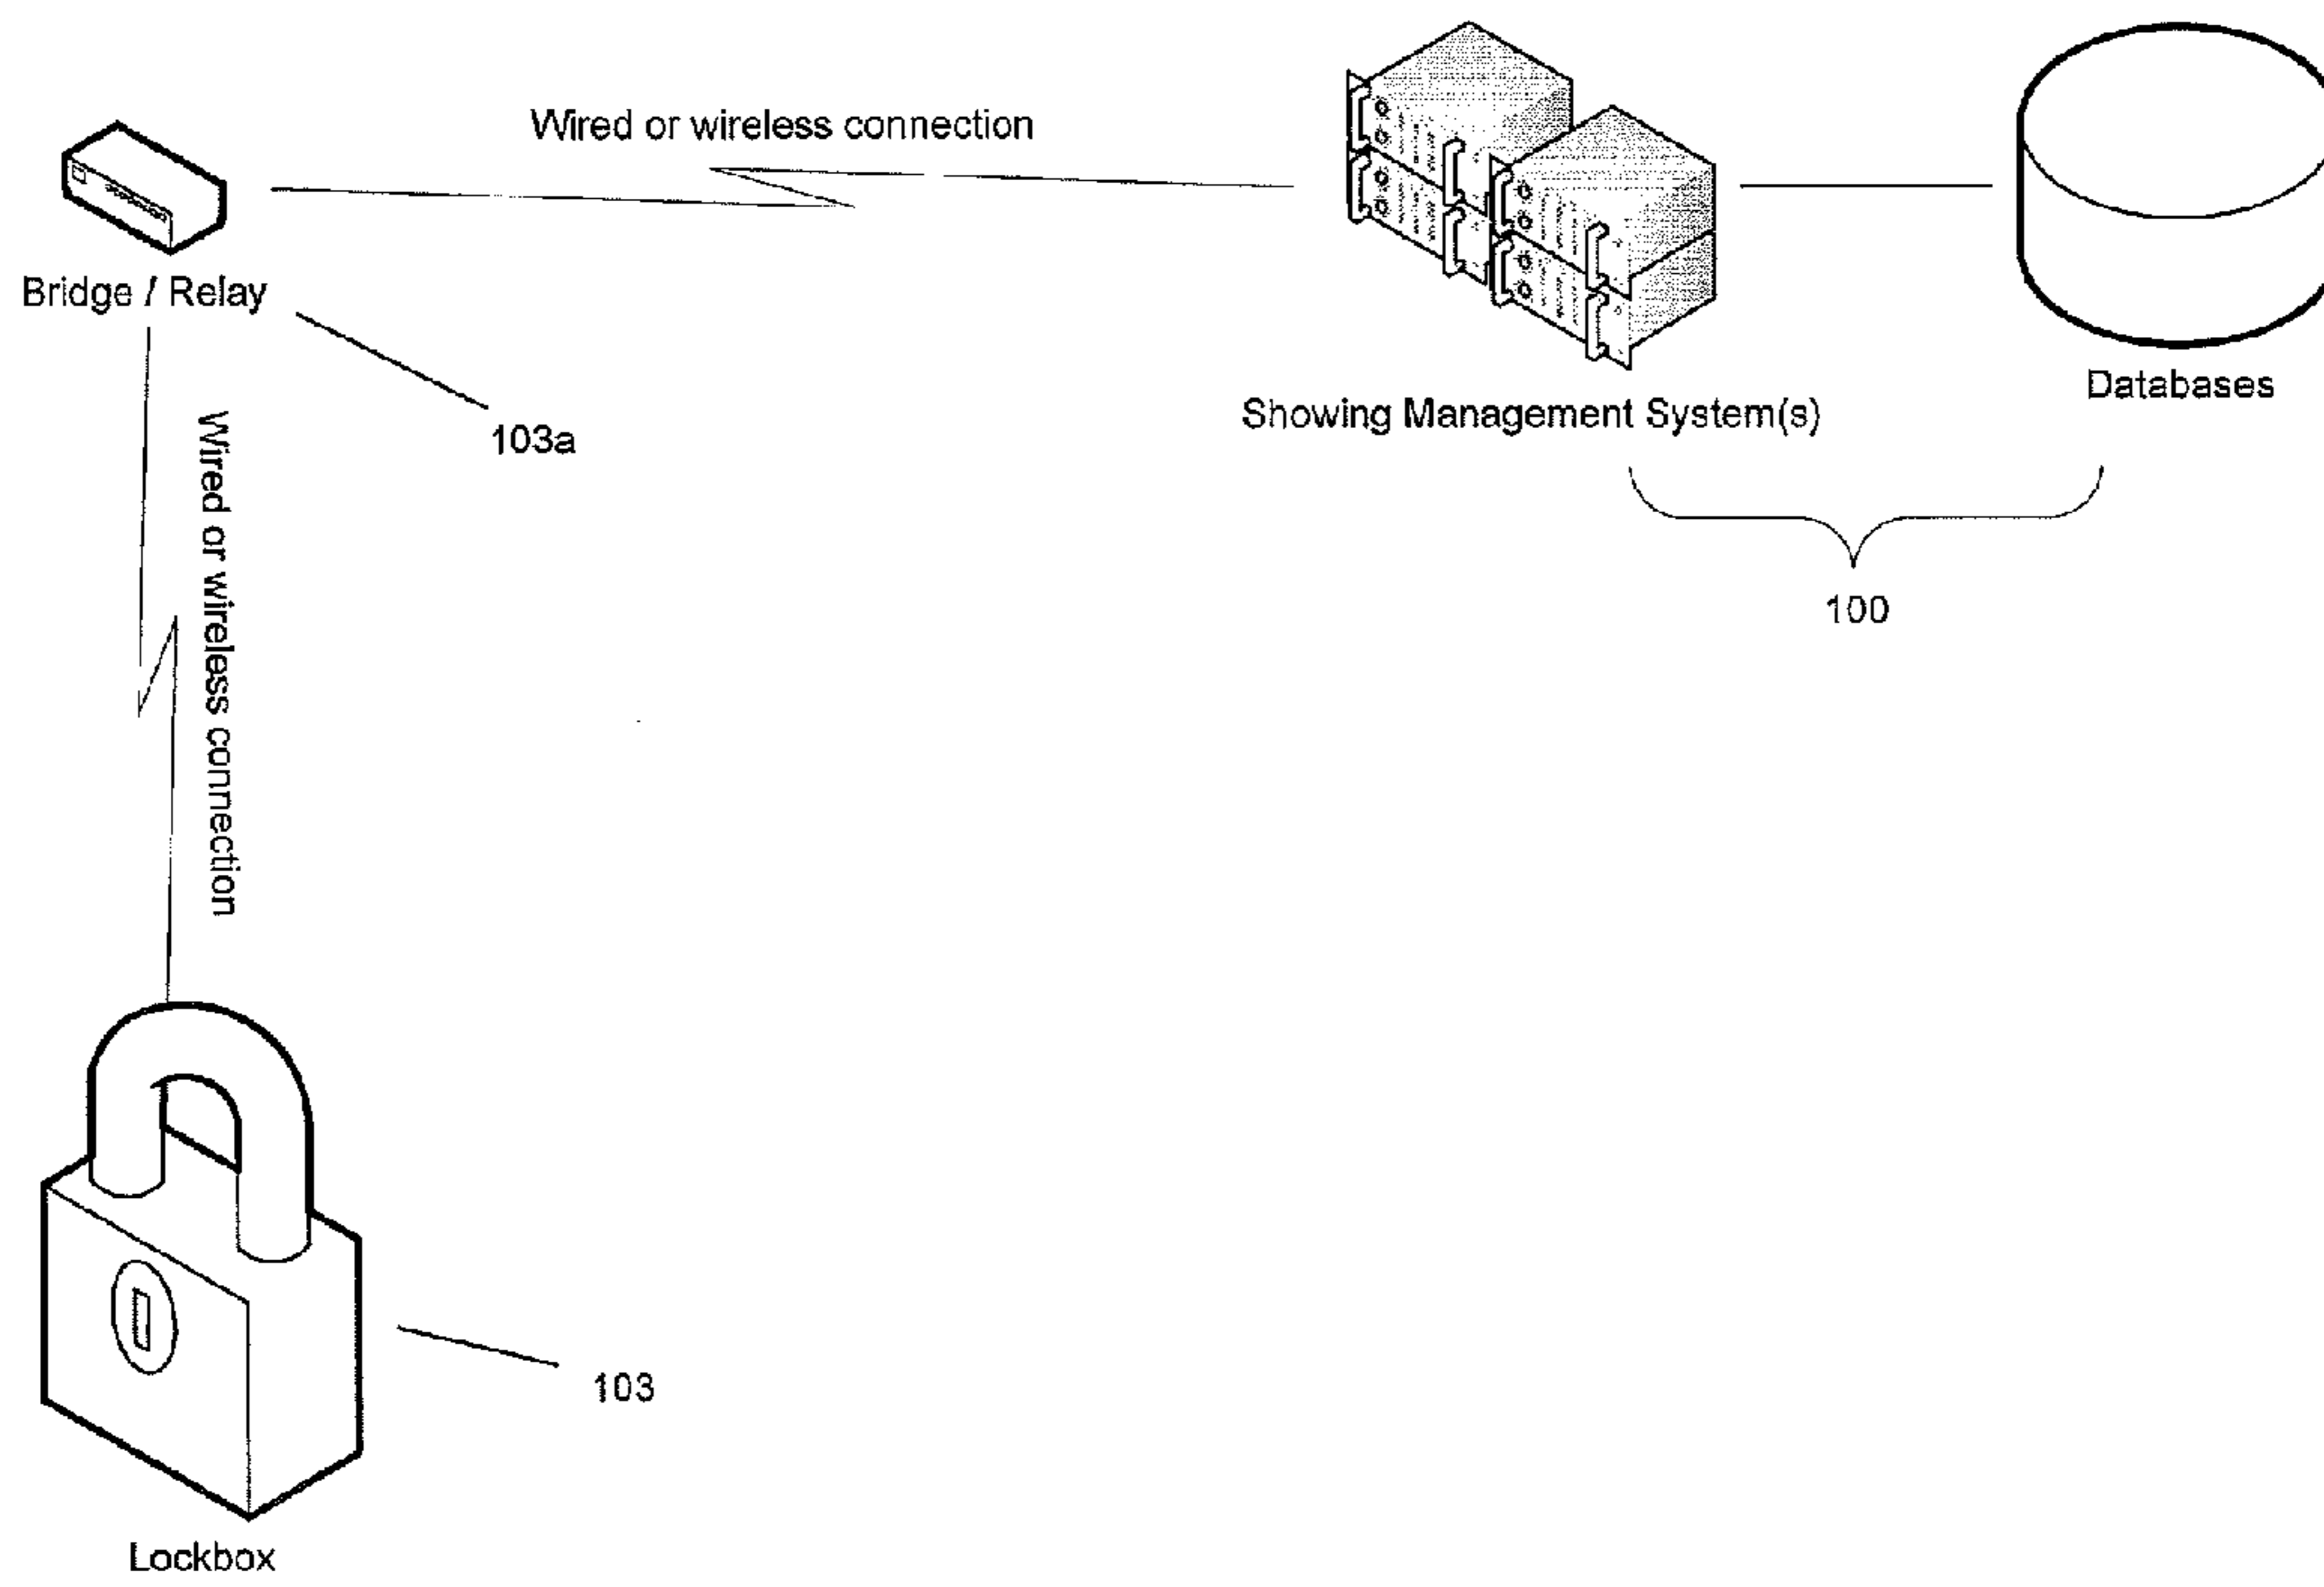 Wired or wireless connection
Bridge / Relay
103a
Showing Management System(s)
Databases
100
Wired or wireless connection
103
Lockbox